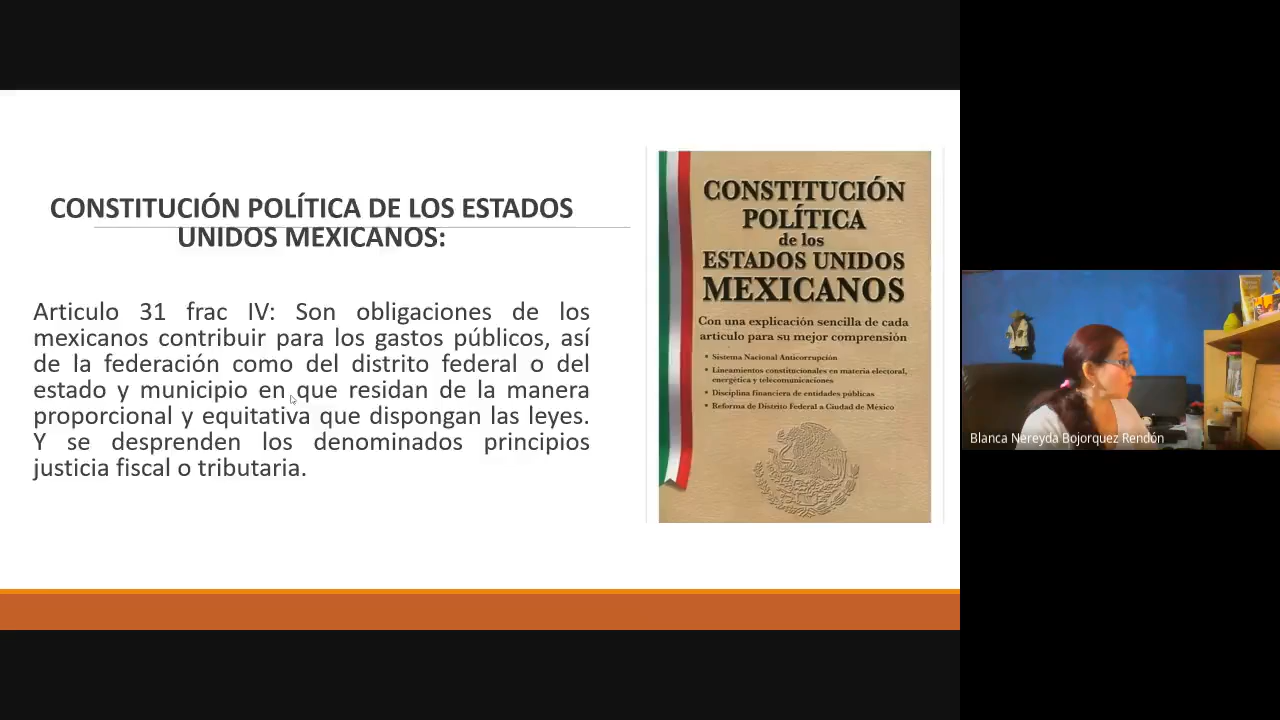 CONSTITUCIÓN POLÍTICA DE LOS ESTADOS
UNIDOS MEXICANOS:
Articulo 31 frac IV: Son obligaciones de los
mexicanos contribuir para los gastos públicos, así
de la federación como del distrito federal o del
estado y municipio en que residan de la manera
proporcional y equitativa que dispongan las leyes.
Y se desprenden los denominados principios
justicia fiscal o tributaria.
CONSTITUCIÓN
POLÍTICA
de los
ESTADOS UNIDOS
MEXICANOS
Con una explicación sencilla de cada
artículo para su mejor comprensión
• Sistema Nacional Anticorrupción
• Lineamientos constitucionales en materia electoral,
energética y telecomunicaciones
• Disciplina financiera de entidades públicas
• Reforma de Distrito Federal a Ciudad de México
Blanca Nereyda Bojorquez Rendón